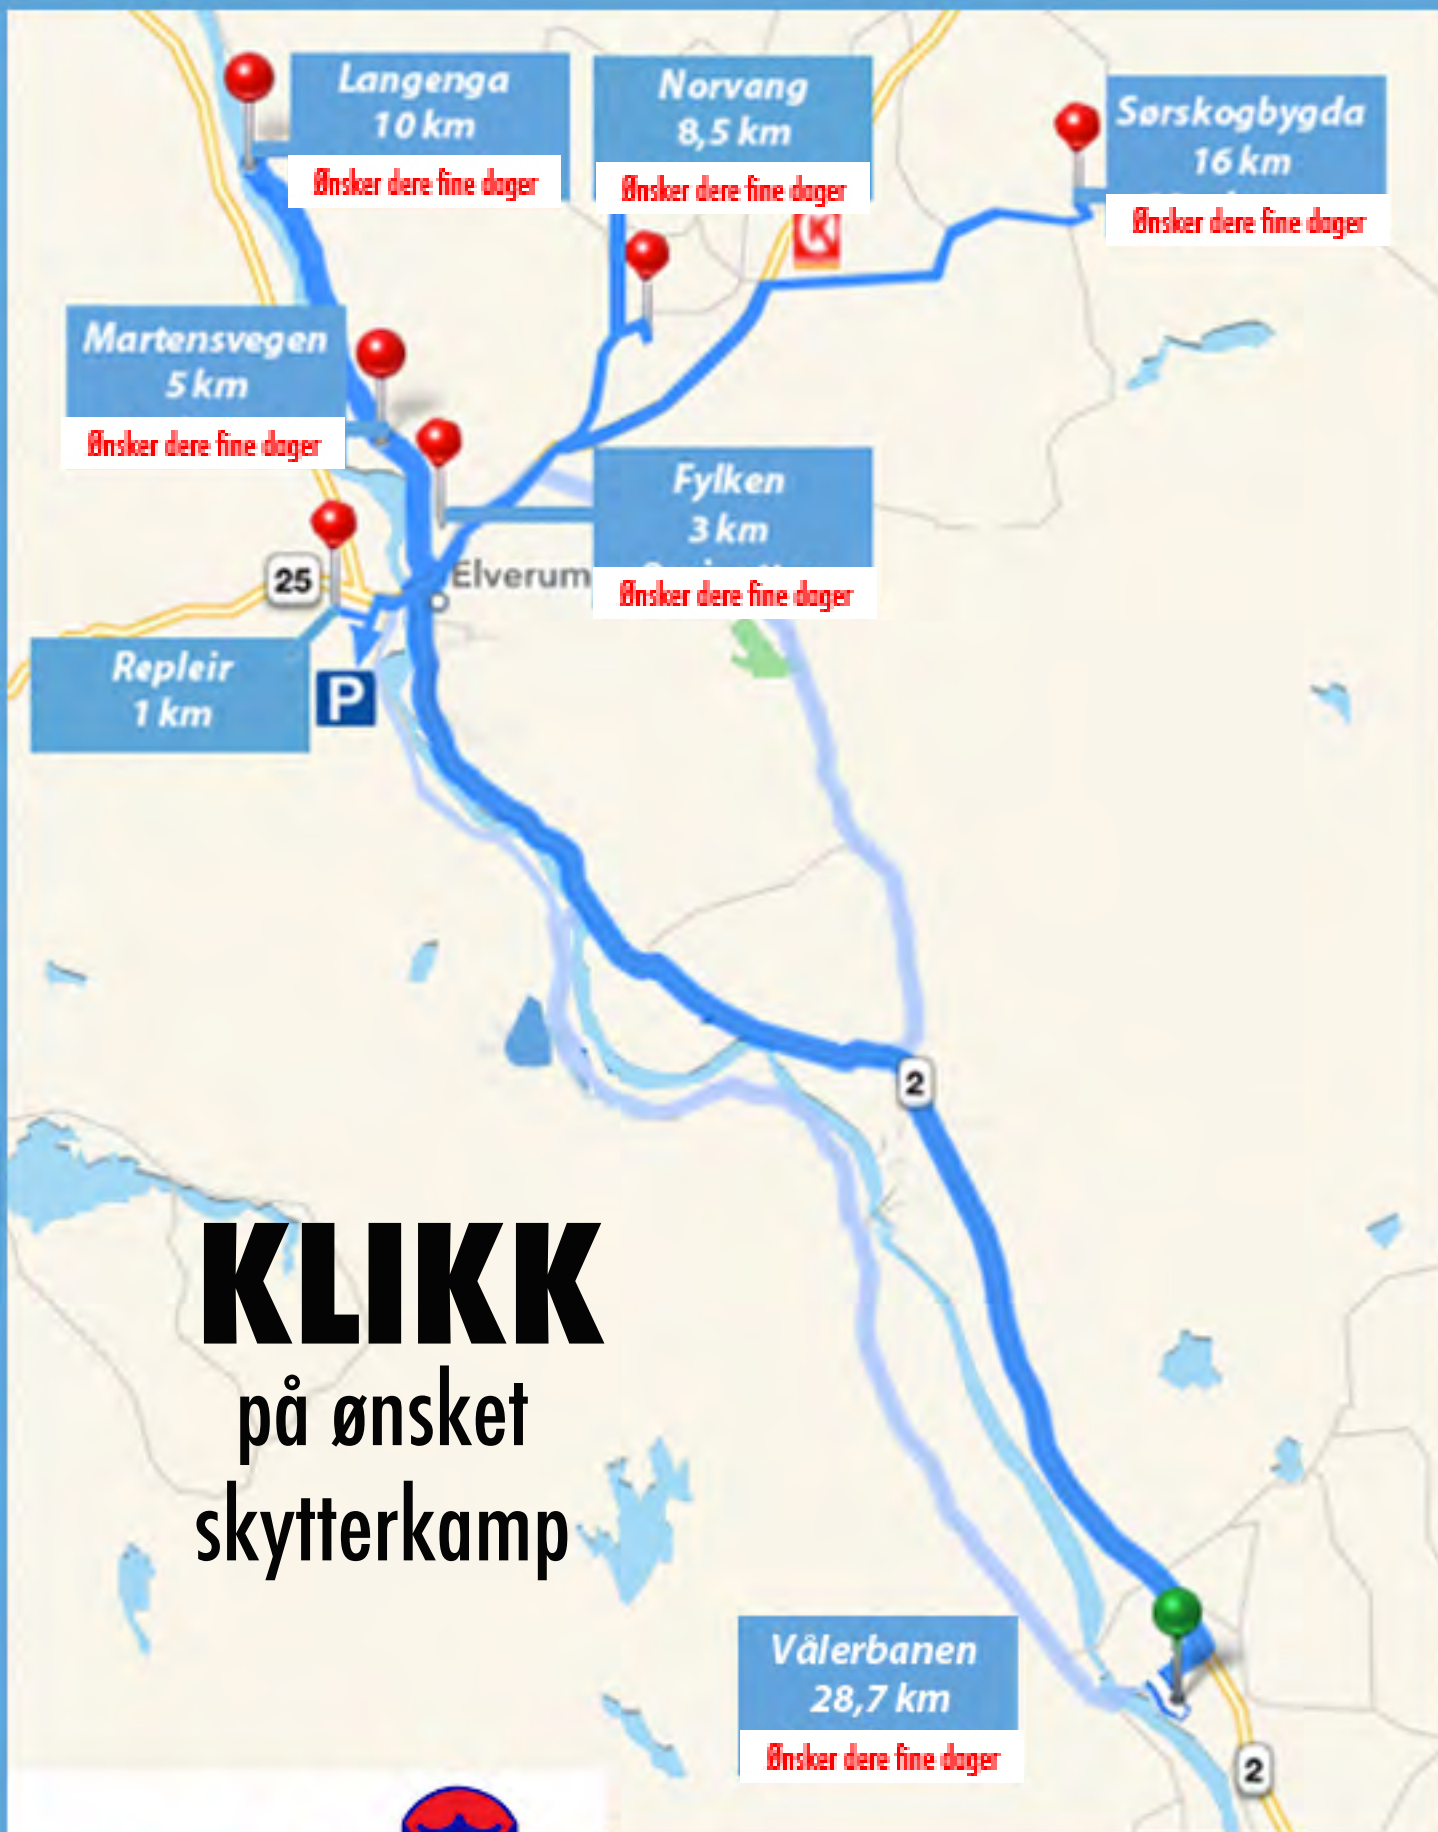 Langenga
10 km
Ønsker dere fine dager
Norvang
8,5 km
Ønsker dere fine dager
Sørskogbygda
16 km
Ønsker dere fine dager
K
Martensvegen
5 km
Ønsker dere fine dager
Fylken
3 km
Ønsker dere fine dager
25
Elverum
Repleir
1 km
P
2
KLIKK
på ønsket
skytterkamp
Vålerbanen
28,7 km
Ønsker dere fine dager
2